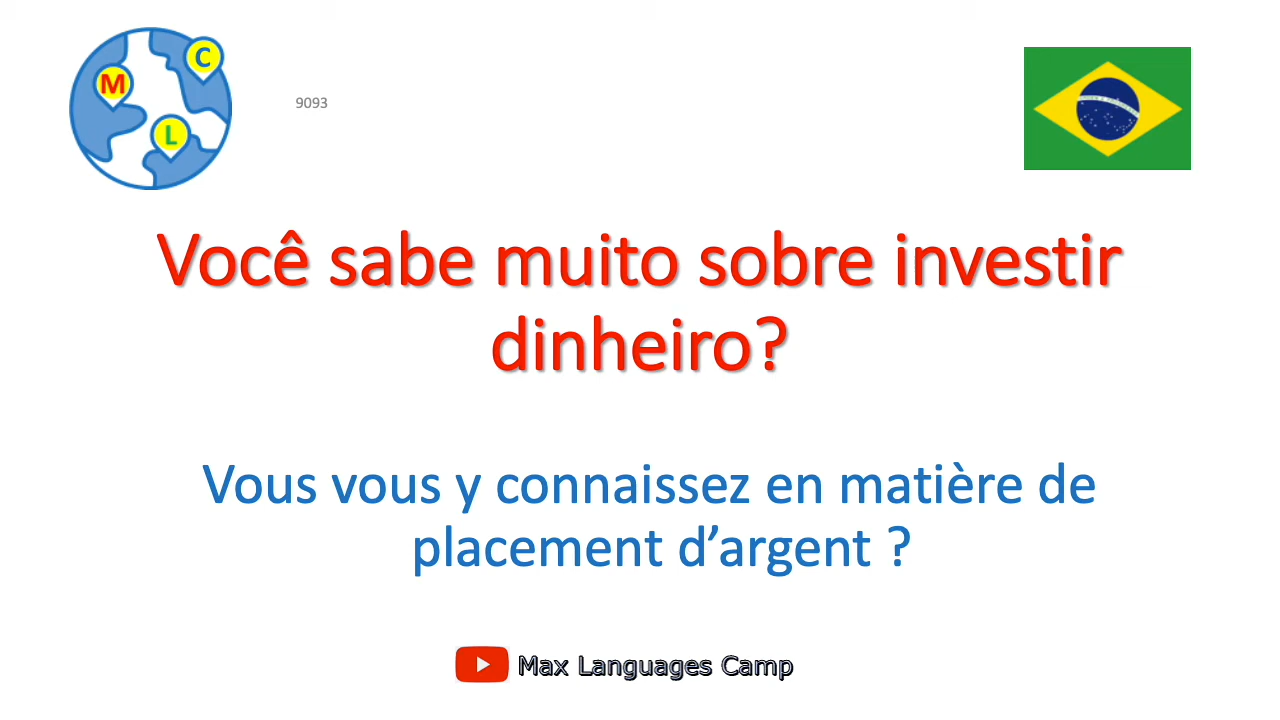 M
C
L
9093
Você sabe muito sobre investir
dinheiro?
Vous vous y connaissez en matière de
placement d’argent ?
Max Languages Camp